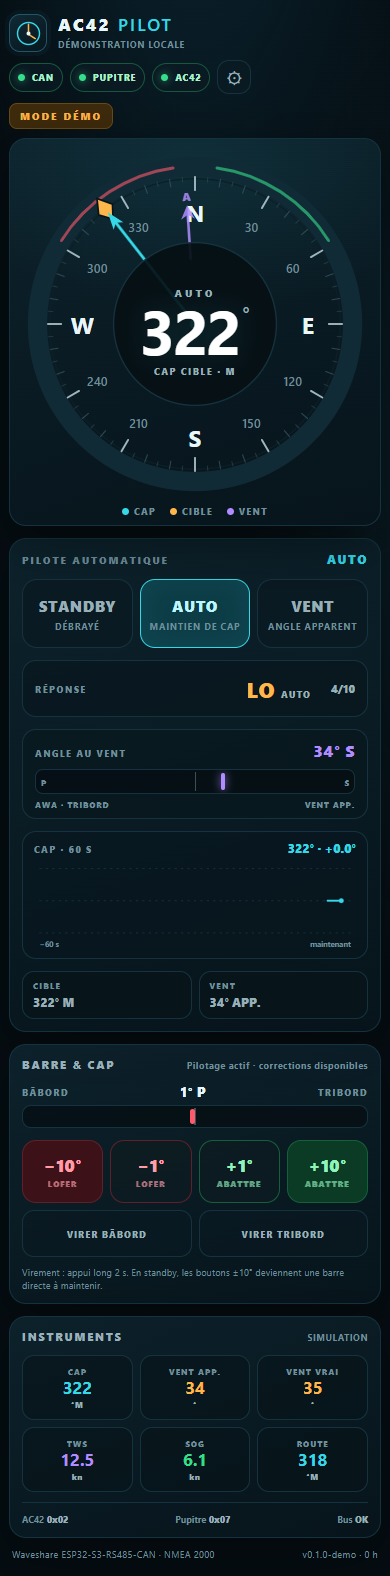 AC42 PILOT
DÉMONSTRATION LOCALE
CAN PUPITRE AC42
MODE DÉMO
A
N
330 30
300 60
W E
240 120
210 150
S
AUTO
322°
CAP CIBLE · M
CAP CIBLE VENT
PILOTE AUTOMATIQUE AUTO
STANDBY AUTO VENT
DÉBRAYÉ MAINTIEN DE CAP ANGLE APPARENT
RÉPONSE LO AUTO 4/10
ANGLE AU VENT 34° S
P S
AWA · TRIBORD VENT APP.
CAP · 60 S 322° · +0.0°
−60 s maintenant
CIBLE VENT
322° M 34° APP.
BARRE & CAP Pilotage actif · corrections disponibles
BÂBORD 1° P TRIBORD
−10° −1° +1° +10°
LOFER LOFER ABATTRE ABATTRE
VIRER BÂBORD VIRER TRIBORD
Virement : appui long 2 s. En standby, les boutons ±10° deviennent une barre
directe à maintenir.
INSTRUMENTS SIMULATION
CAP VENT APP. VENT VRAI
322 34 35
°M ° °
TWS SOG ROUTE
12.5 6.1 318
kn kn °M
AC42 0x02 Pupitre 0x07 Bus OK
Waveshare ESP32-S3-RS485-CAN · NMEA 2000 v0.1.0-demo · 0 h